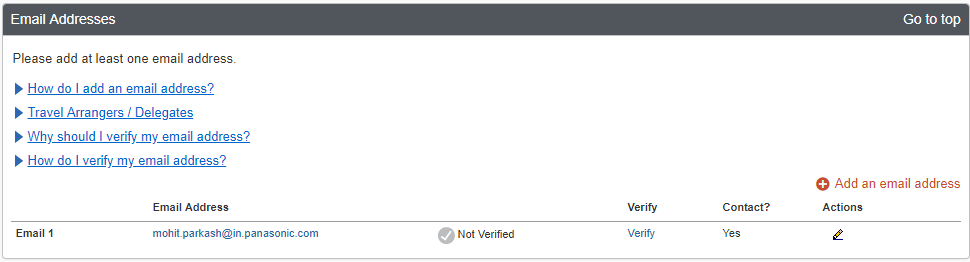 Email Addresses Go to top
Please add at least one email address.
How do I add an email address?
Travel Arrangers / Delegates
Why should I verify my email address?
How do I verify my email address?
Add an email address
Email Address Verify Contact? Actions
Email 1 mohit.parkash@in.panasonic.com Not Verified Verify Yes